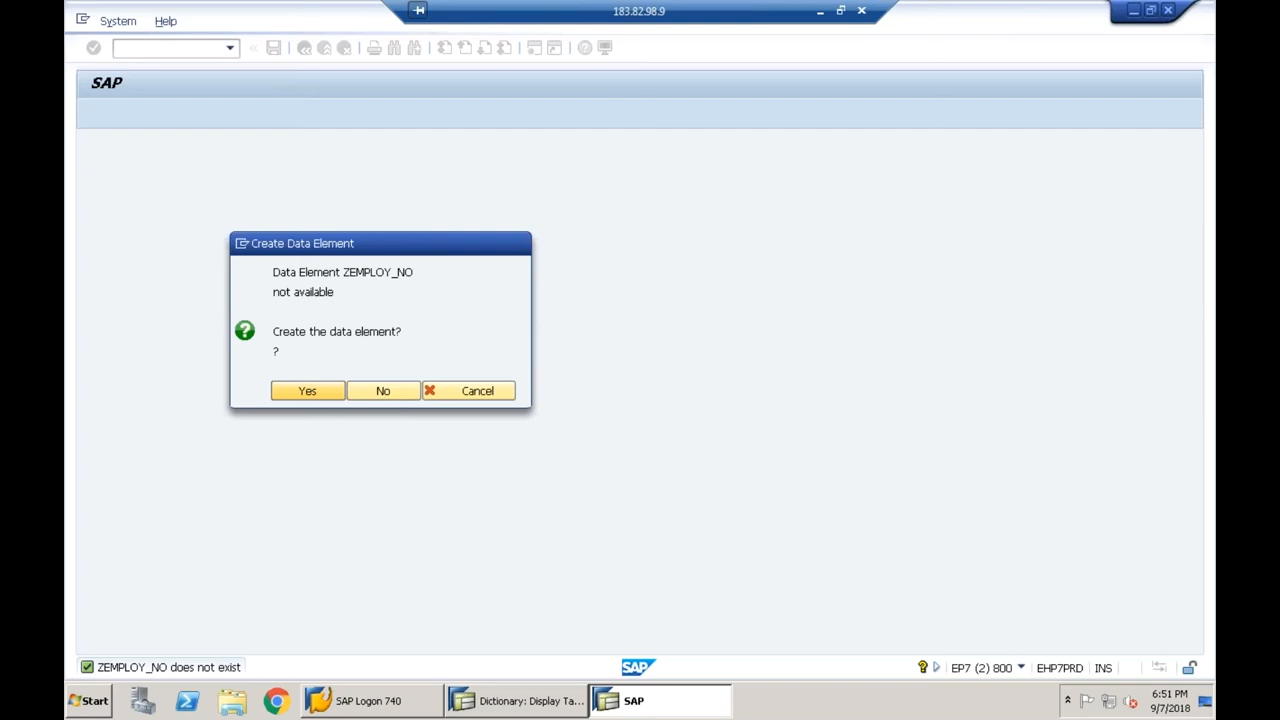 183.82.98.9
System Help
SAP
Create Data Element
Data Element ZEMPLOY_NO
not available
Create the data element?
?
Yes No Cancel
ZEMPLOY_NO does not exist
SAP
EP7 (2) 800 EHP7PRD INS
Start
SAP Logon 740
Dictionary: Display Ta...
SAP
6:51 PM
9/7/2018